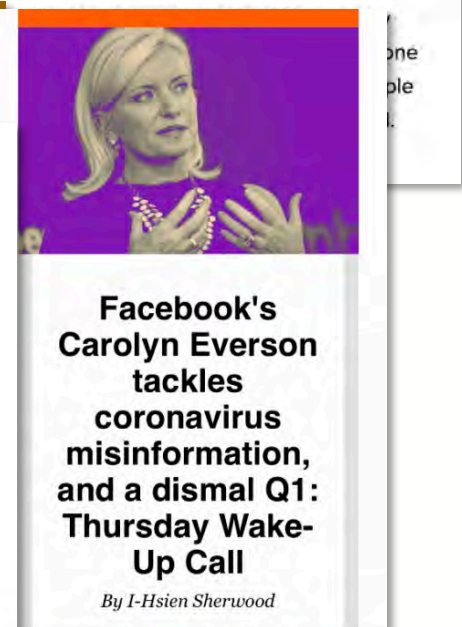 Facebook's
Carolyn Everson
tackles
coronavirus
misinformation,
and a dismal Q1:
Thursday Wake-
Up Call
By I-Hsien Sherwood